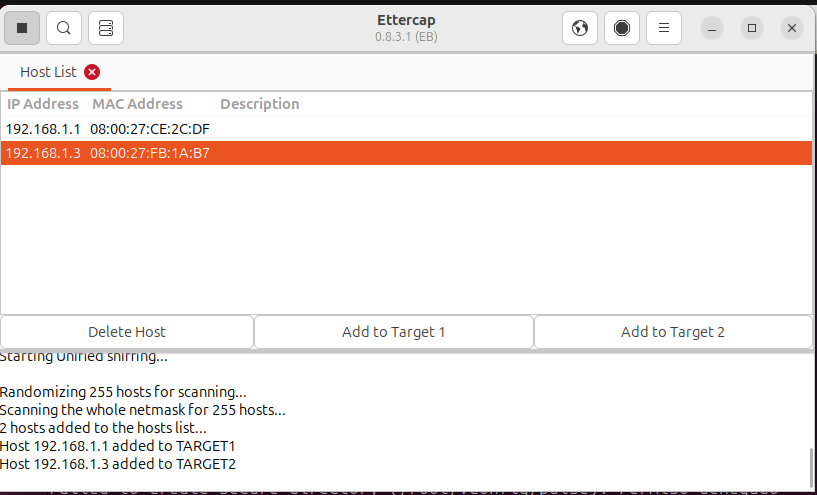 Ettercap
0.8.3.1 (EB)
Host List
IP Address MAC Address Description
192.168.1.1 08:00:27:CE:2C:DF
192.168.1.3 08:00:27:FB:1A:B7
Delete Host Add to Target 1 Add to Target 2
Starting Unified sniffing...
Randomizing 255 hosts for scanning...
Scanning the whole netmask for 255 hosts...
2 hosts added to the hosts list...
Host 192.168.1.1 added to TARGET1
Host 192.168.1.3 added to TARGET2